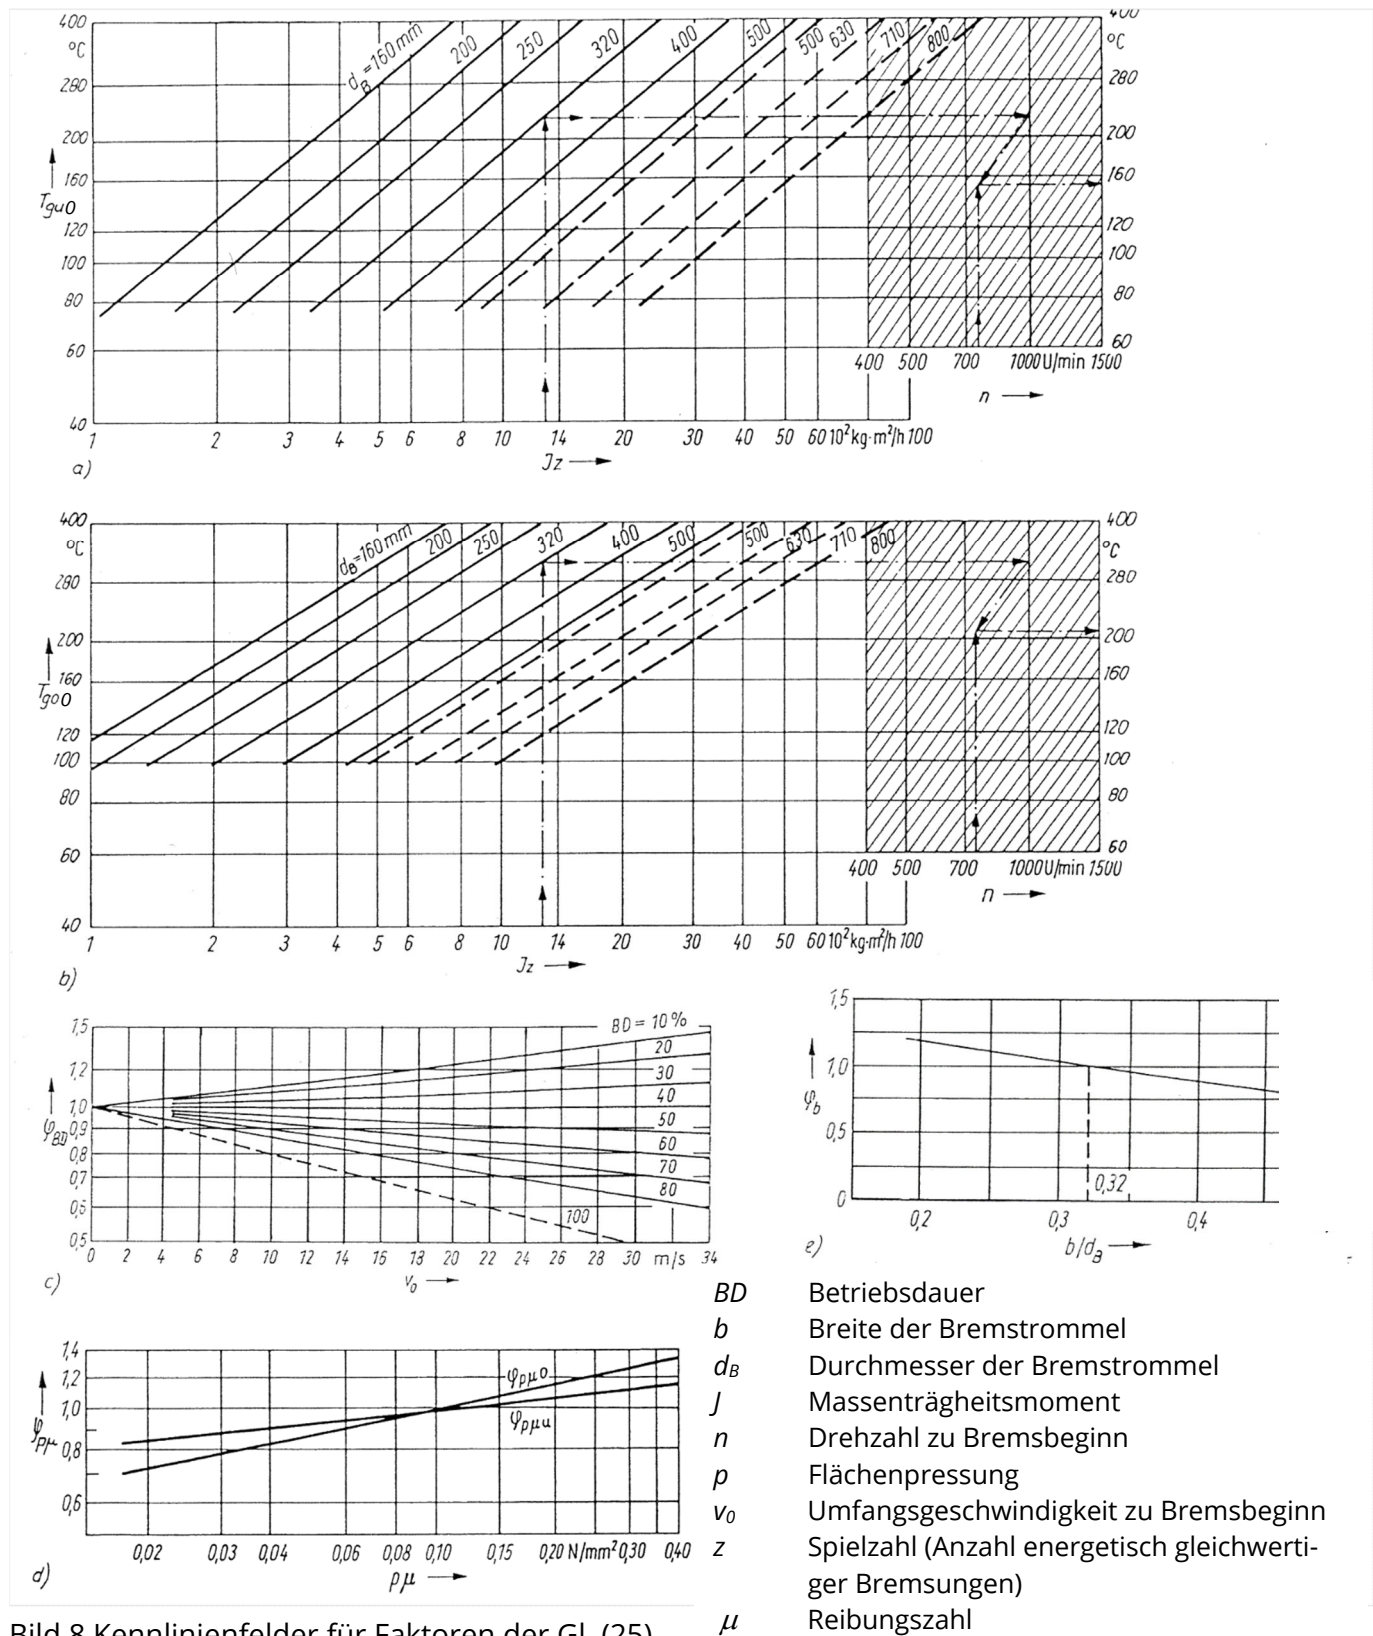 400
°C
280
200
160
T_gu0
120
100
80
60
40
d_B=160 mm
200
250
320
400
500
500
630
710
800
400
°C
280
200
160
120
100
80
60
400 500 700 1000 U/min 1500
n
1 2 3 4 5 6 8 10 14 20 30 40 50 60 10² kg·m²/h 100
a)
Jz
400
°C
280
200
160
T_go0
120
100
80
60
40
d_B=160 mm
200
250
320
400
500
500
630
710
800
400
°C
280
200
160
120
100
80
60
400 500 700 1000 U/min 1500
n
1 2 3 4 5 6 8 10 14 20 30 40 50 60 10² kg·m²/h 100
Jz
b)
1,5
1,2
1,0
φ_BD 0,9
0,8
0,7
0,6
0,5
BD = 10 %
20
30
40
50
60
70
80
100
0 2 4 6 8 10 12 14 16 18 20 22 24 26 28 30 m/s 34
c)
v_0
1,5
1,0
φ_b
0,5
0
0,32
0,2 0,3 0,4
e)
b/d_B
1,4
1,2
1,0
φ_pμ 0,8
0,6
φ_pμo
φ_pμu
0,02 0,03 0,04 0,06 0,08 0,10 0,15 0,20 N/mm² 0,30 0,40
d)
pμ
BD Betriebsdauer
b Breite der Bremstrommel
d_B Durchmesser der Bremstrommel
J Massenträgheitsmoment
n Drehzahl zu Bremsbeginn
p Flächenpressung
v_0 Umfangsgeschwindigkeit zu Bremsbeginn
z Spielzahl (Anzahl energetisch gleichwerti-
ger Bremsungen)
μ Reibungszahl
Bild 8 Kennlinienfelder für Faktoren der Gl. (25)